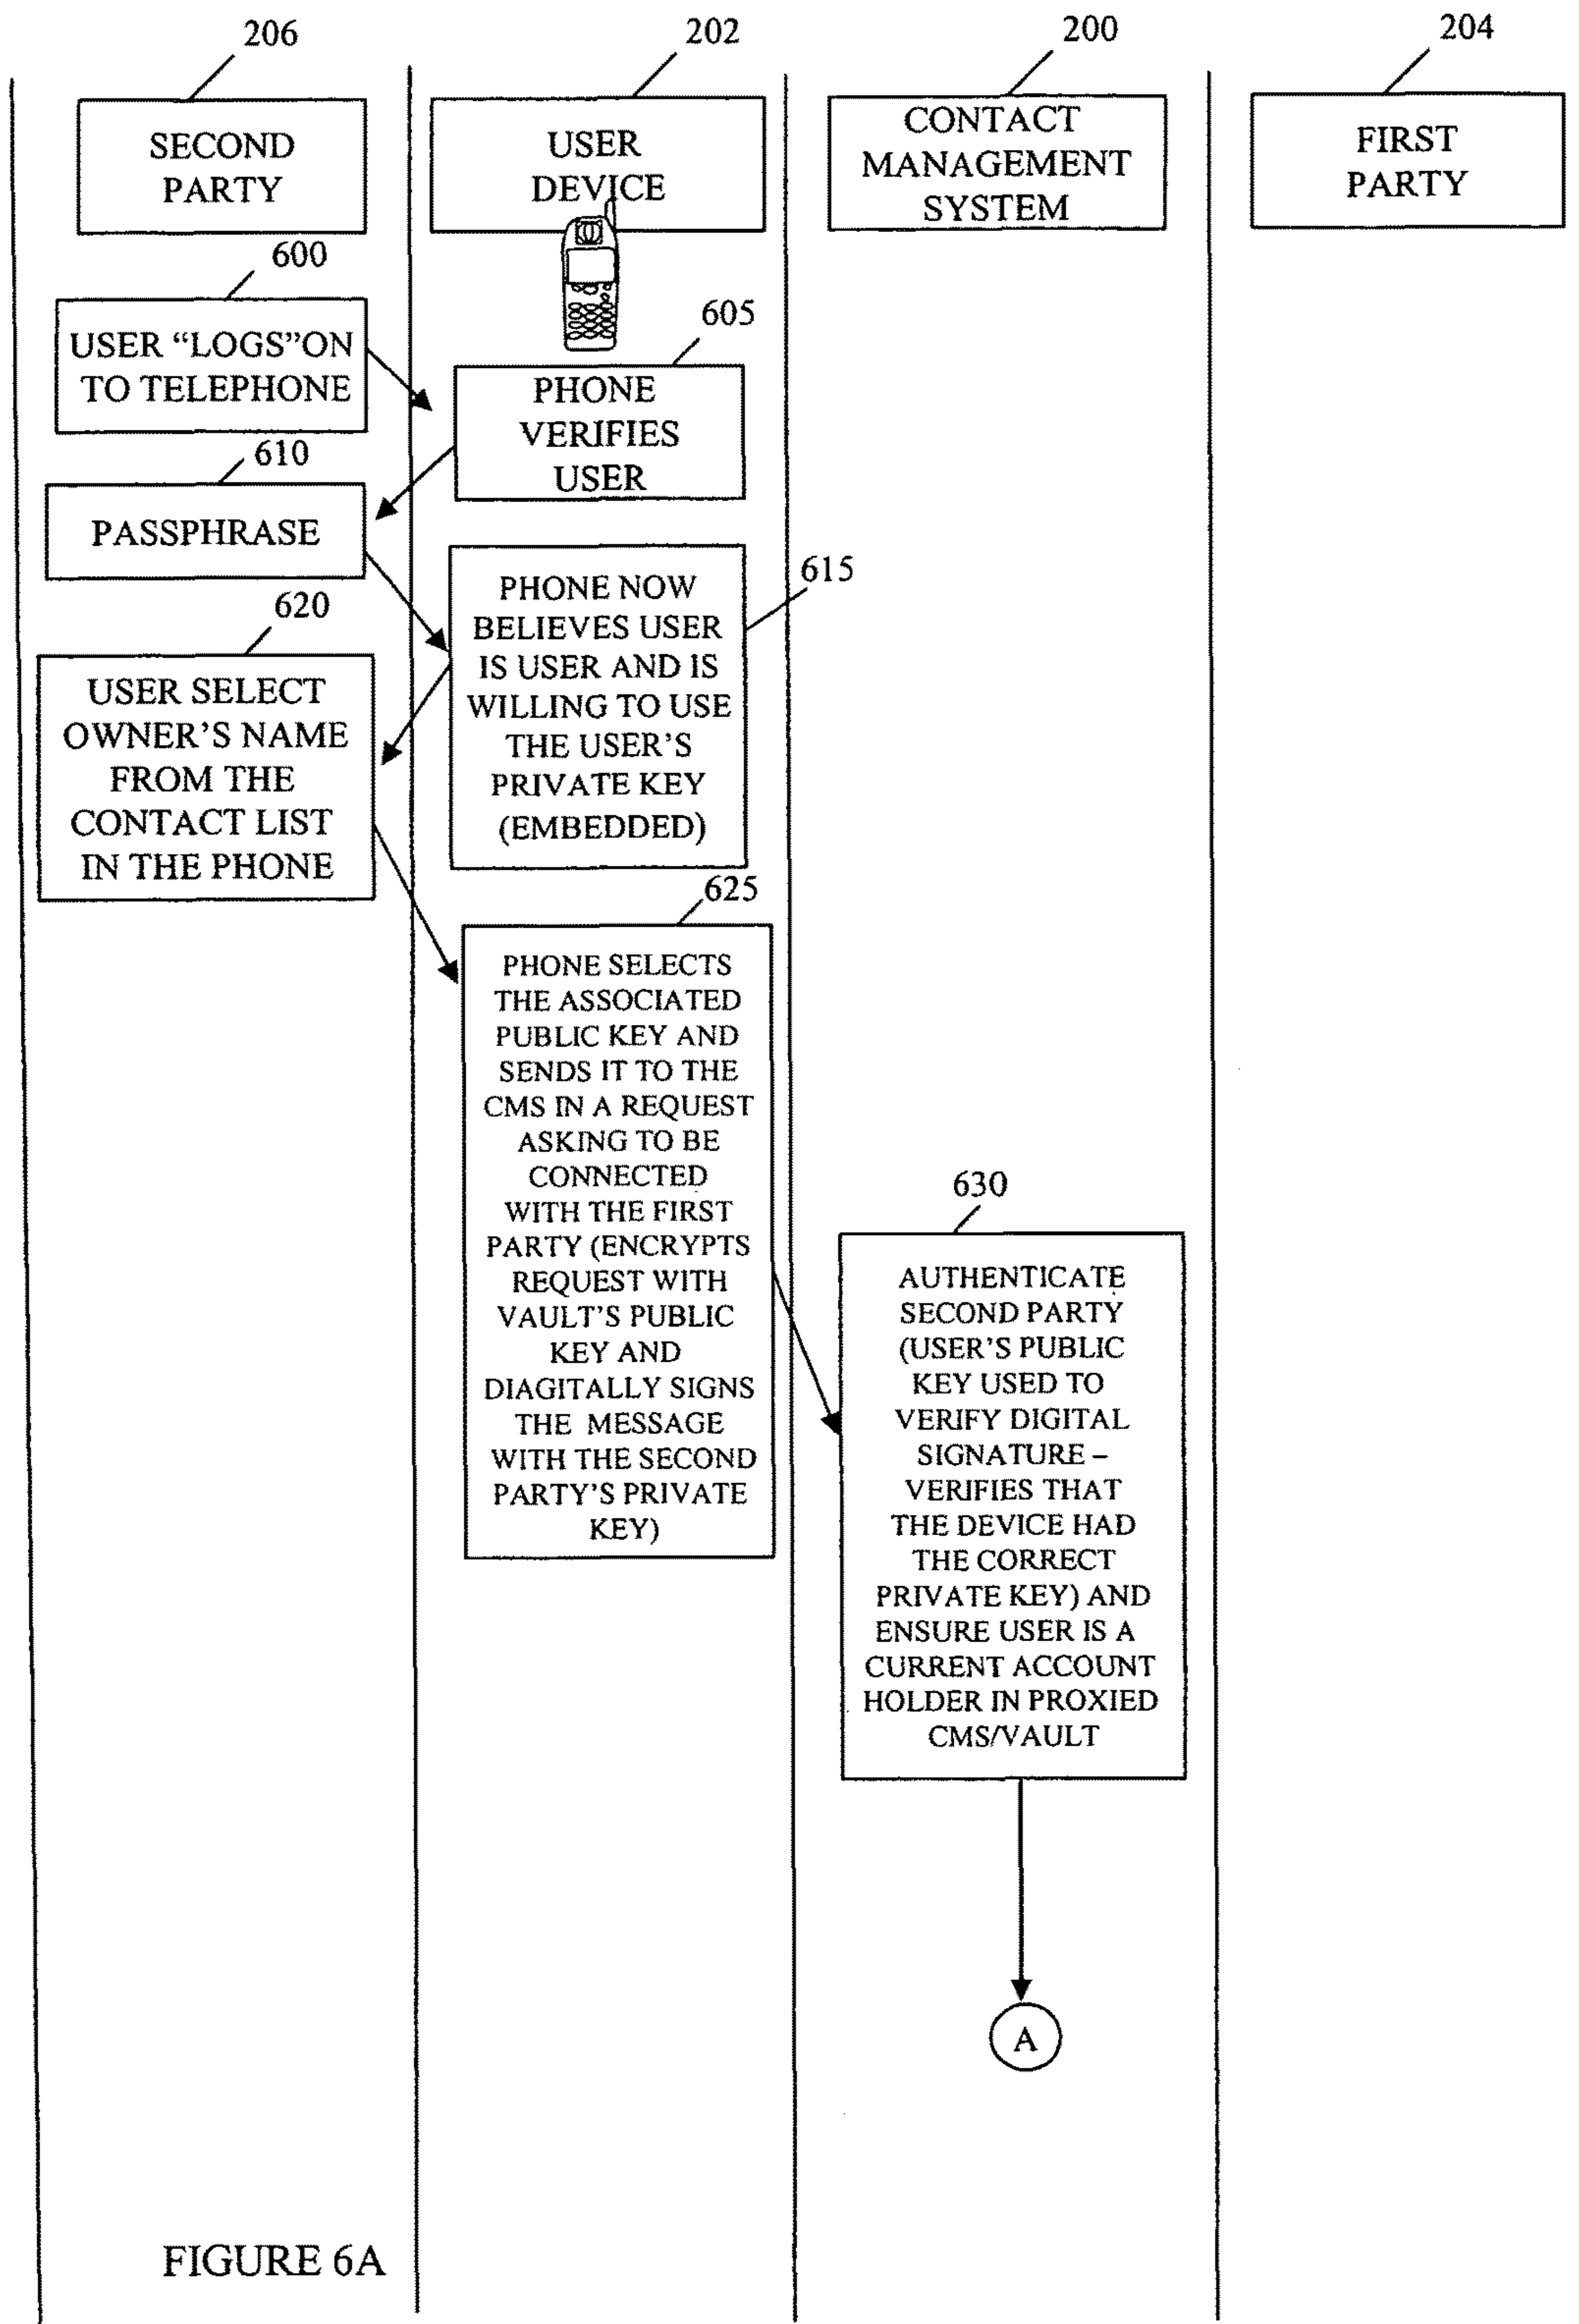 206
202
200
204
SECOND
PARTY
USER
DEVICE
CONTACT
MANAGEMENT
SYSTEM
FIRST
PARTY
600
USER “LOGS”ON
TO TELEPHONE
605
PHONE
VERIFIES
USER
610
PASSPHRASE
615
PHONE NOW
BELIEVES USER
IS USER AND IS
WILLING TO USE
THE USER’S
PRIVATE KEY
(EMBEDDED)
620
USER SELECT
OWNER’S NAME
FROM THE
CONTACT LIST
IN THE PHONE
625
PHONE SELECTS
THE ASSOCIATED
PUBLIC KEY AND
SENDS IT TO THE
CMS IN A REQUEST
ASKING TO BE
CONNECTED
WITH THE FIRST
PARTY (ENCRYPTS
REQUEST WITH
VAULT’S PUBLIC
KEY AND
DIAGITALLY SIGNS
THE MESSAGE
WITH THE SECOND
PARTY’S PRIVATE
KEY)
630
AUTHENTICATE
SECOND PARTY
(USER’S PUBLIC
KEY USED TO
VERIFY DIGITAL
SIGNATURE –
VERIFIES THAT
THE DEVICE HAD
THE CORRECT
PRIVATE KEY) AND
ENSURE USER IS A
CURRENT ACCOUNT
HOLDER IN PROXIED
CMS/VAULT
A
FIGURE 6A